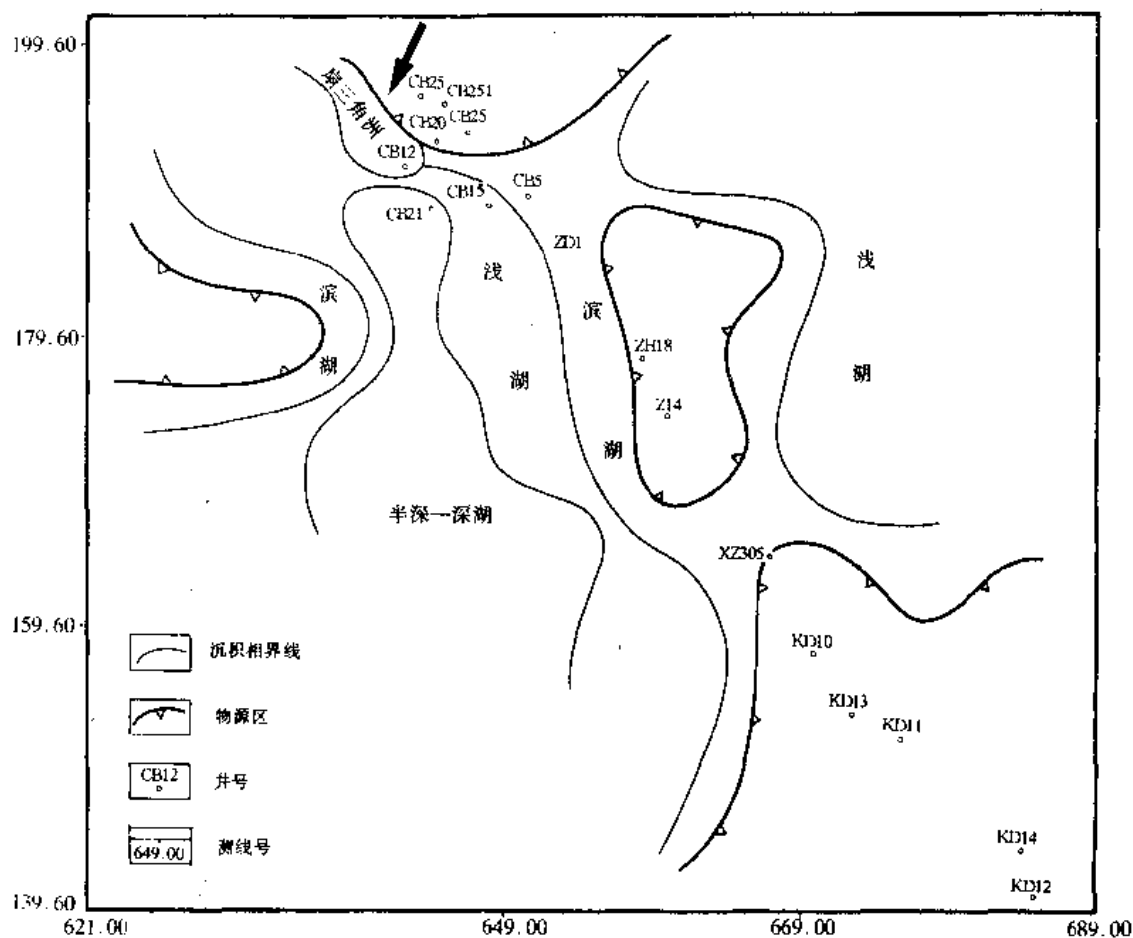 199.60
扇三角洲
CB25
CB251
CB20
CB25
CB12
CB15
CB5
CB21
ZD1
浅湖
滨湖
浅湖
滨湖
179.60
ZH18
Z14
半深—深湖
XZ305
159.60
KD10
KD13
KD11
KD14
KD12
沉积相界线
物源区
CB12
井号
649.00
测线号
139.60
621.00
649.00
669.00
689.00